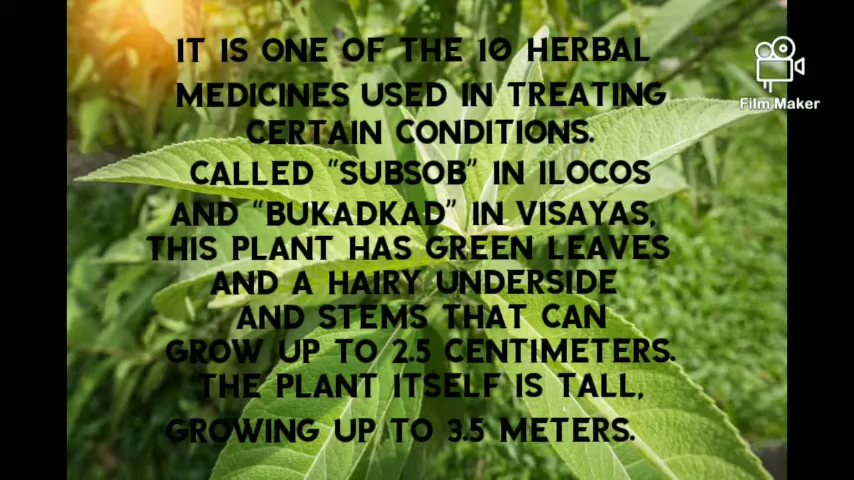 IT IS ONE OF THE 10 HERBAL
MEDICINES USED IN TREATING
CERTAIN CONDITIONS.
CALLED "SUBSOB" IN ILOCOS
AND "BUKADKAD" IN VISAYAS,
THIS PLANT HAS GREEN LEAVES
AND A HAIRY UNDERSIDE
AND STEMS THAT CAN
GROW UP TO 2.5 CENTIMETERS.
THE PLANT ITSELF IS TALL,
GROWING UP TO 3.5 METERS.
Film Maker